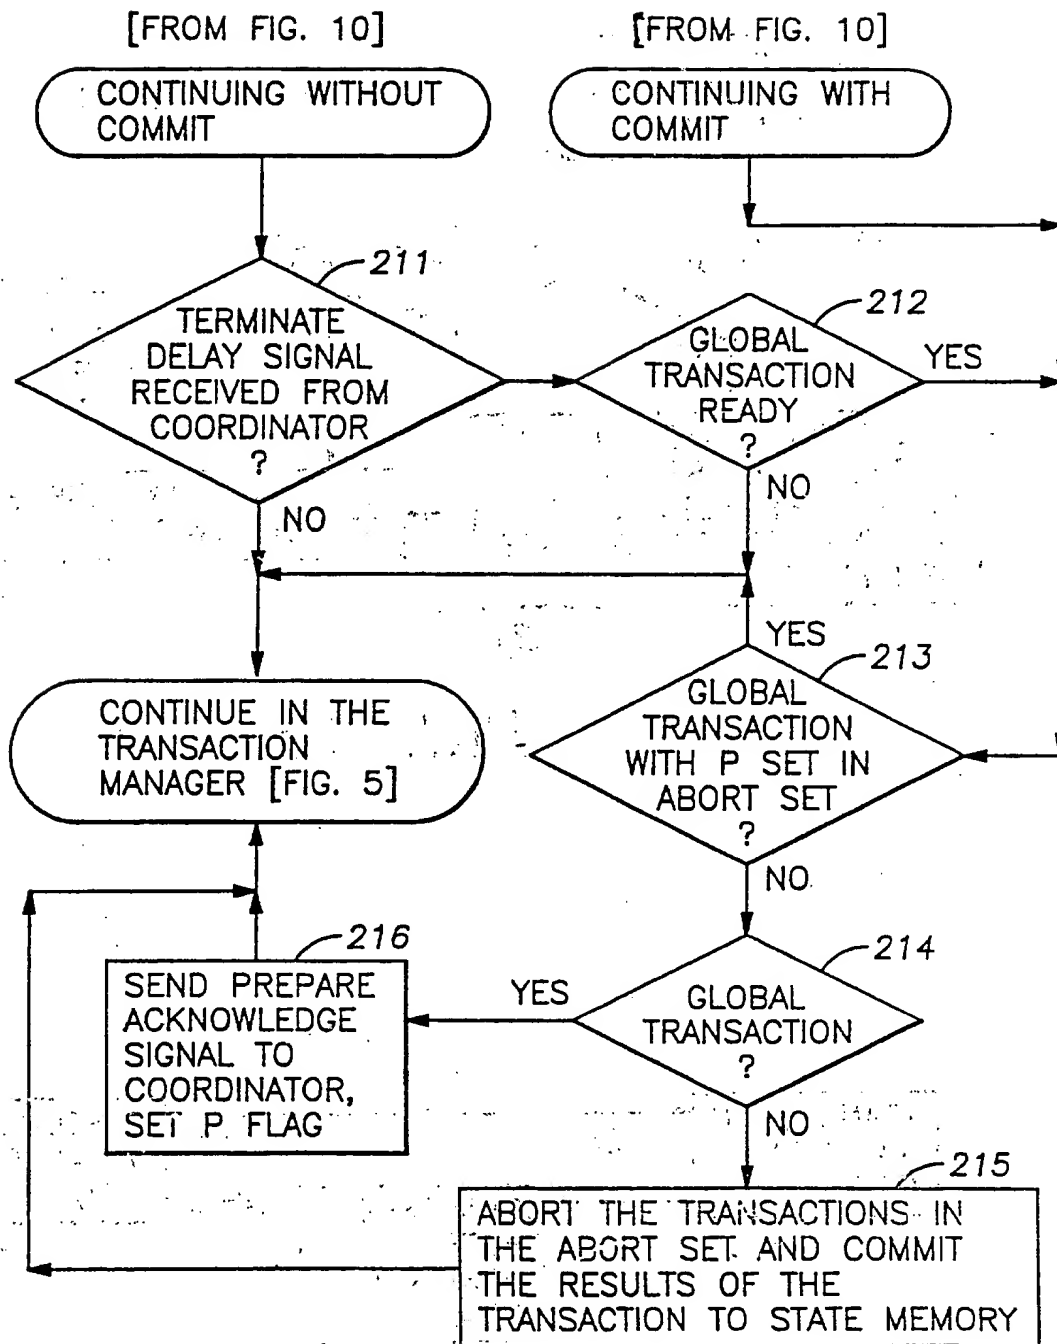 [FROM FIG. 10]
[FROM FIG. 10]
CONTINUING WITHOUT
COMMIT
CONTINUING WITH
COMMIT
211
TERMINATE
DELAY SIGNAL
RECEIVED FROM
COORDINATOR
?
NO
212
GLOBAL
TRANSACTION
READY
?
YES
NO
YES
213
GLOBAL
TRANSACTION
WITH P SET IN
ABORT SET
?
NO
CONTINUE IN THE
TRANSACTION
MANAGER [FIG. 5]
214
GLOBAL
TRANSACTION
?
YES
NO
216
SEND PREPARE
ACKNOWLEDGE
SIGNAL TO
COORDINATOR,
SET P FLAG
215
ABORT THE TRANSACTIONS IN
THE ABORT SET AND COMMIT
THE RESULTS OF THE
TRANSACTION TO STATE MEMORY